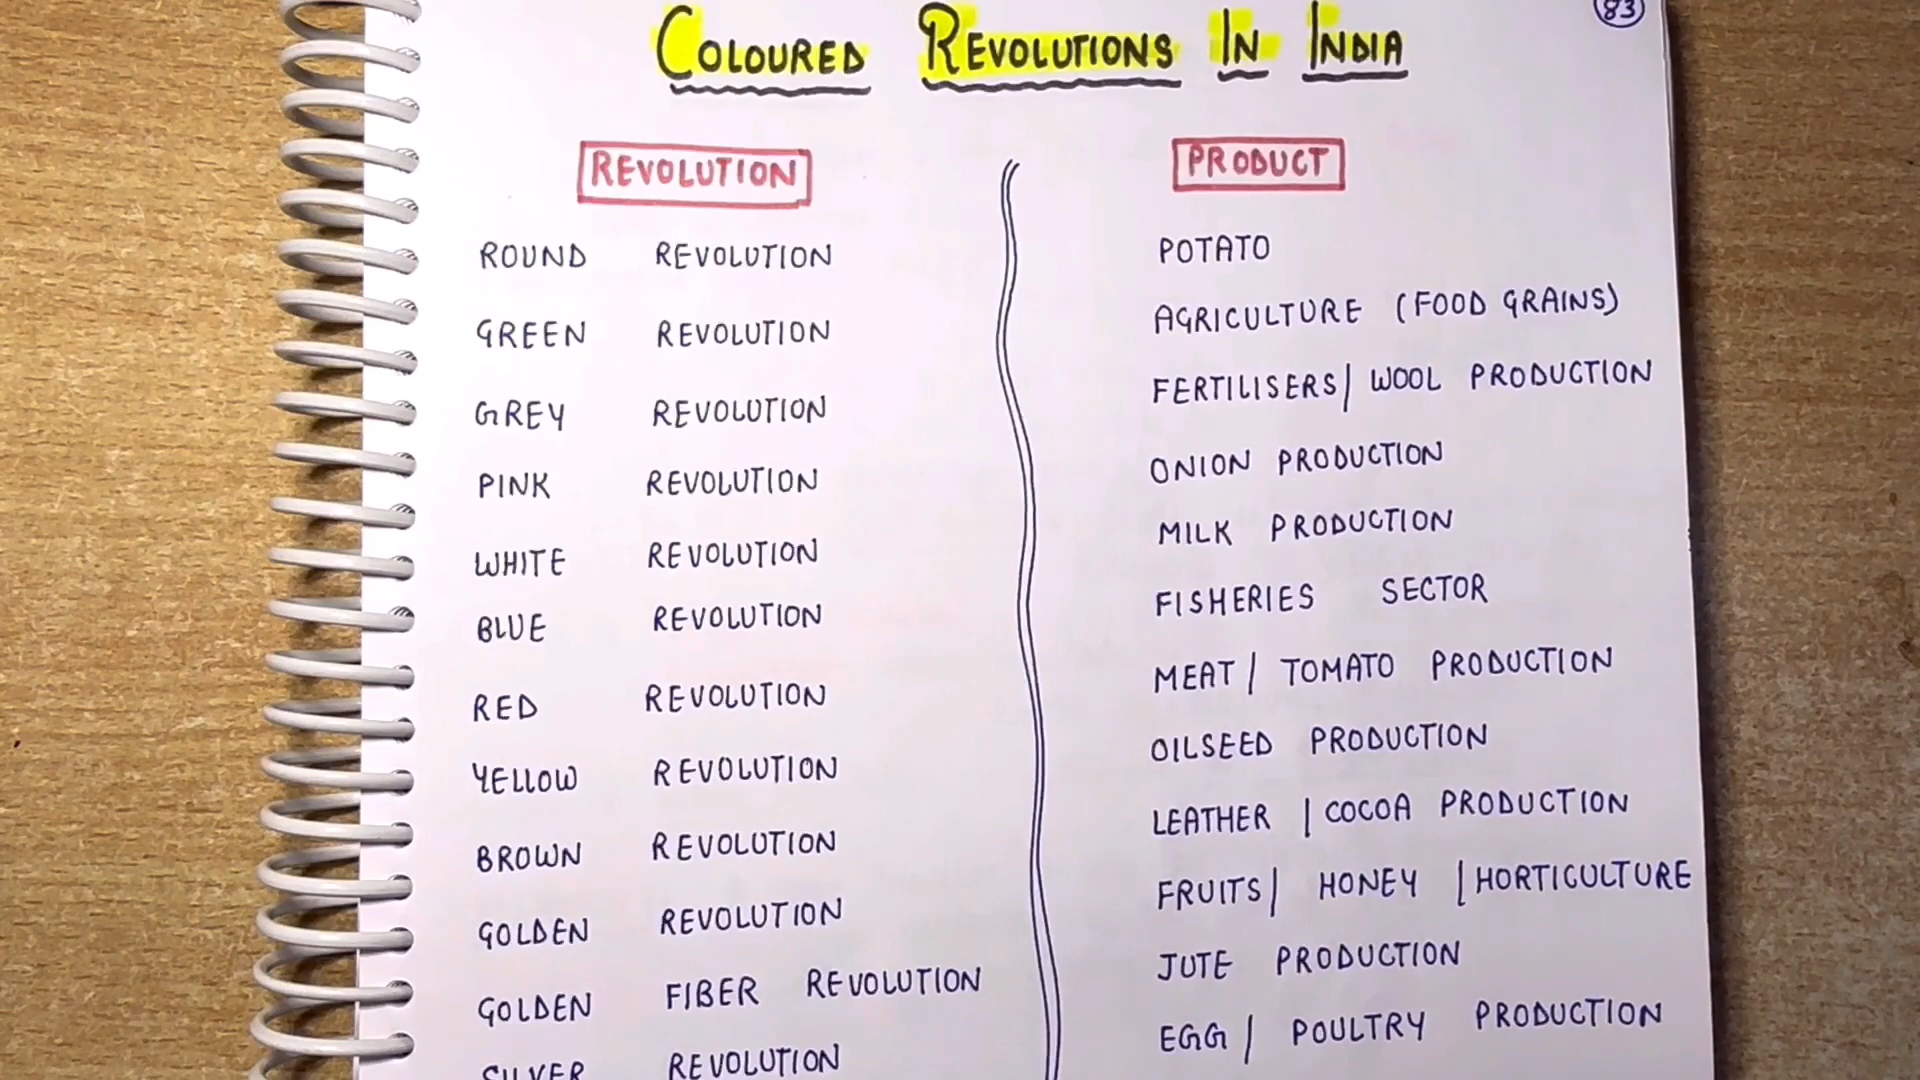 83
COLOURED REVOLUTIONS IN INDIA
REVOLUTION PRODUCT
ROUND REVOLUTION POTATO
GREEN REVOLUTION AGRICULTURE (FOOD GRAINS)
GREY REVOLUTION FERTILISERS/ WOOL PRODUCTION
PINK REVOLUTION ONION PRODUCTION
WHITE REVOLUTION MILK PRODUCTION
BLUE REVOLUTION FISHERIES SECTOR
RED REVOLUTION MEAT/ TOMATO PRODUCTION
YELLOW REVOLUTION OILSEED PRODUCTION
BROWN REVOLUTION LEATHER / COCOA PRODUCTION
GOLDEN REVOLUTION FRUITS/ HONEY / HORTICULTURE
GOLDEN FIBER REVOLUTION JUTE PRODUCTION
SILVER REVOLUTION EGG / POULTRY PRODUCTION